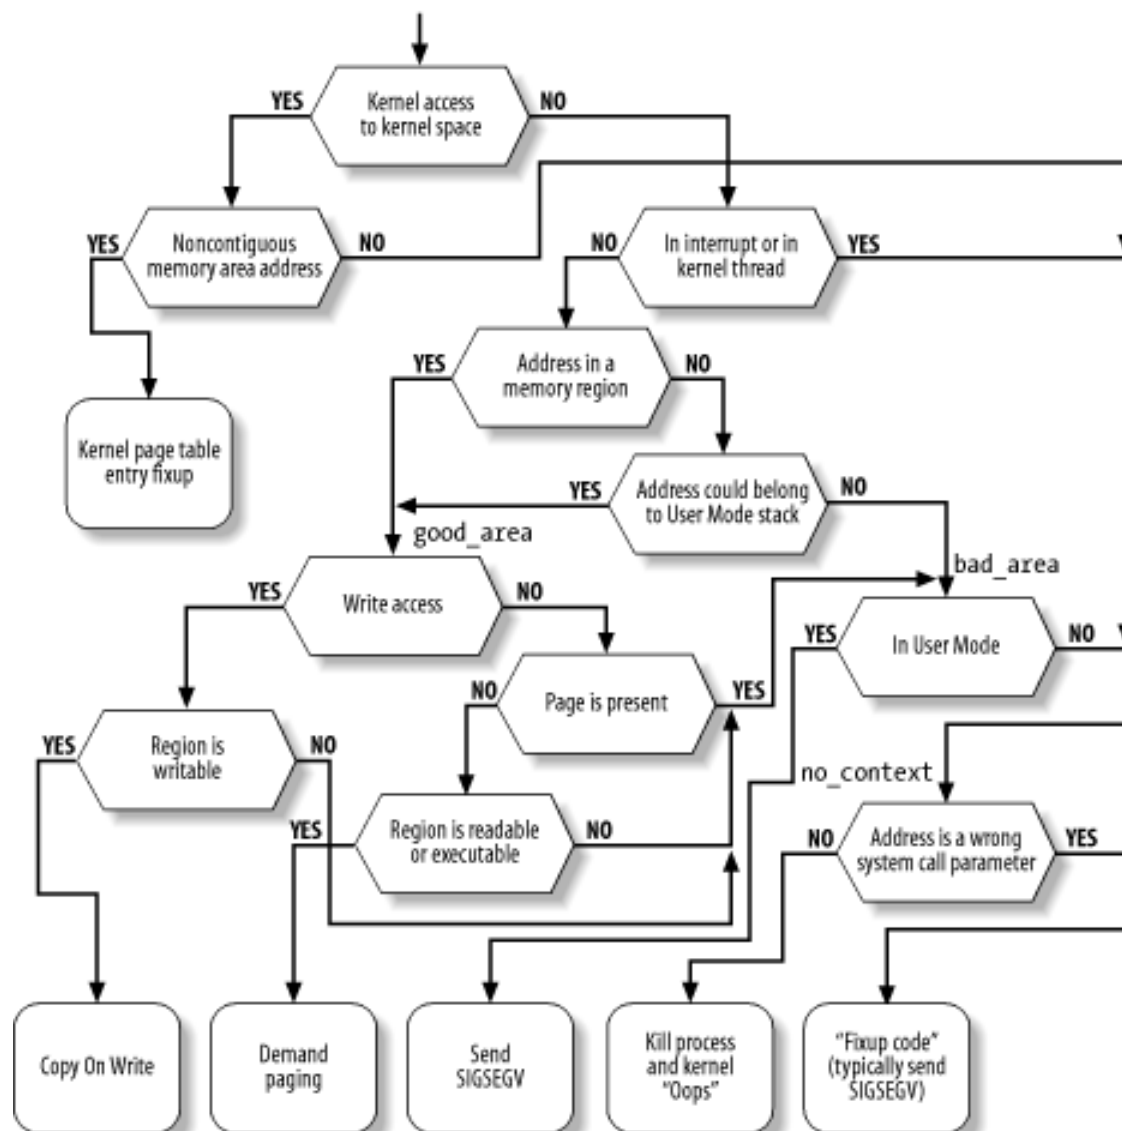 Kernel access
to kernel space
YES
NO
Noncontiguous
memory area address
YES
NO
In interrupt or in
kernel thread
NO
YES
Kernel page table
entry fixup
Address in a
memory region
YES
NO
Address could belong
to User Mode stack
YES
NO
good_area
bad_area
Write access
YES
NO
In User Mode
YES
NO
Page is present
NO
YES
Region is
writable
YES
NO
no_context
Region is readable
or executable
YES
NO
Address is a wrong
system call parameter
NO
YES
Copy On Write
Demand
paging
Send
SIGSEGV
Kill process
and kernel
“Oops”
“Fixup code”
(typically send
SIGSEGV)